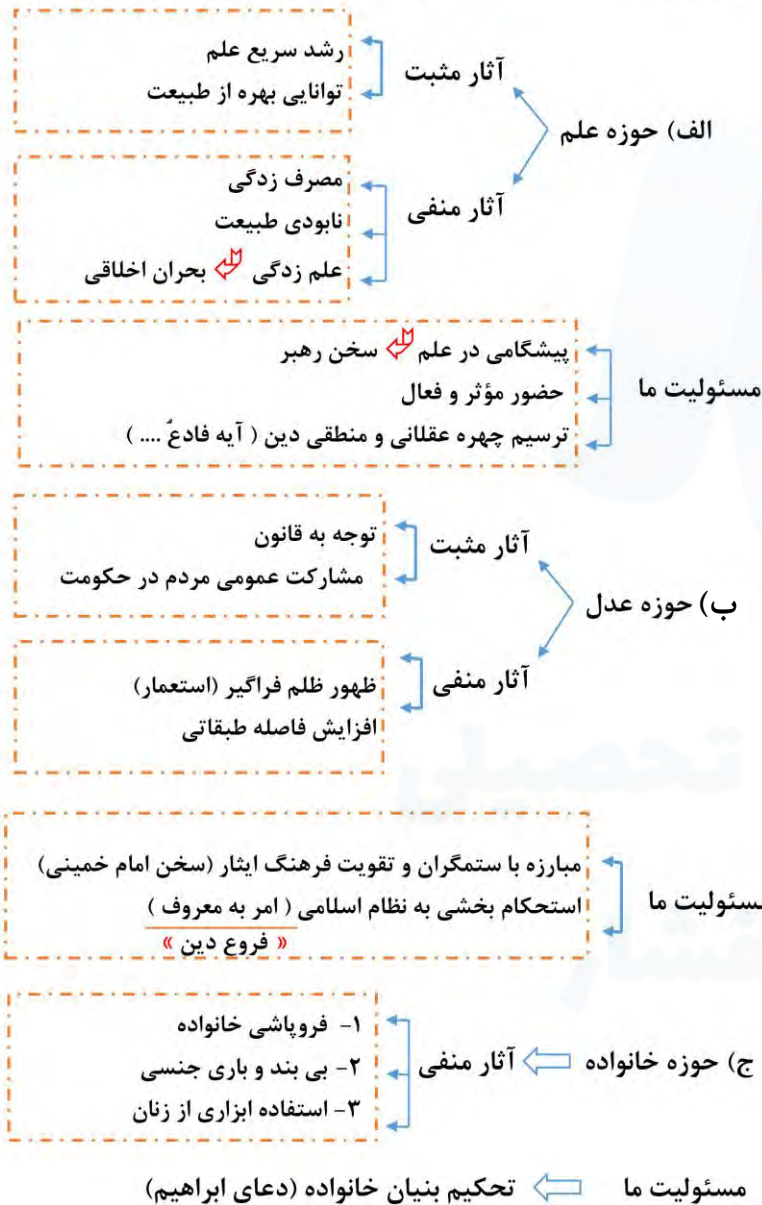 الف) حوزه علم
آثار مثبت
رشد سریع علم
توانایی بهره از طبیعت
آثار منفی
مصرف زدگی
نابودی طبیعت
علم زدگی بحران اخلاقی
مسئولیت ما
پیشگامی در علم سخن رهبر
حضور مؤثر و فعال
ترسیم چهره عقلانی و منطقی دین ( آیه فادعُ .... )
ب) حوزه عدل
آثار مثبت
توجه به قانون
مشارکت عمومی مردم در حکومت
آثار منفی
ظهور ظلم فراگیر (استعمار)
افزایش فاصله طبقاتی
مسئولیت ما
مبارزه با ستمگران و تقویت فرهنگ ایثار (سخن امام خمینی)
استحکام بخشی به نظام اسلامی ( امر به معروف )
« فروع دین »
ج) حوزه خانواده
آثار منفی
۱- فروپاشی خانواده
۲- بی بند و باری جنسی
۳- استفاده ابزاری از زنان
مسئولیت ما تحکیم بنیان خانواده (دعای ابراهیم)
تحصیلی